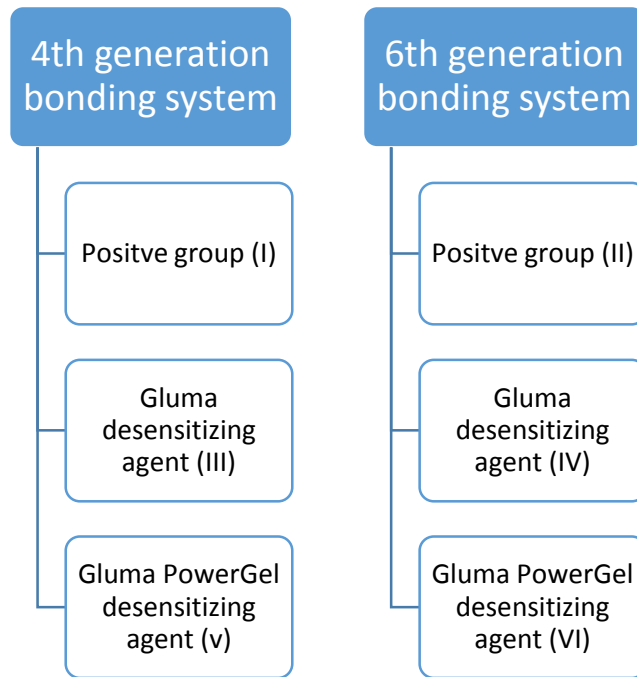 4th generation
bonding system
Positve group (I)
Gluma
desensitizing
agent (III)
Gluma PowerGel
desensitizing
agent (v)
6th generation
bonding system
Positve group (II)
Gluma
desensitizing
agent (IV)
Gluma PowerGel
desensitizing
agent (VI)